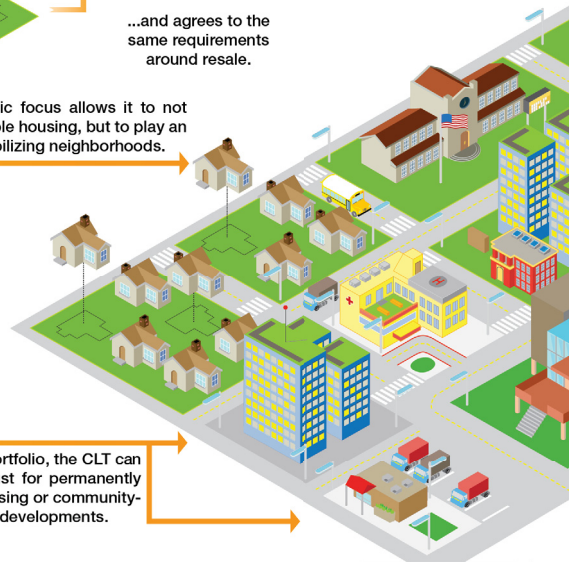 ...and agrees to the
same requirements
around resale.
ic focus allows it to not
ble housing, but to play an
bilizing neighborhoods.
ortfolio, the CLT can
st for permanently
sing or community-
developments.